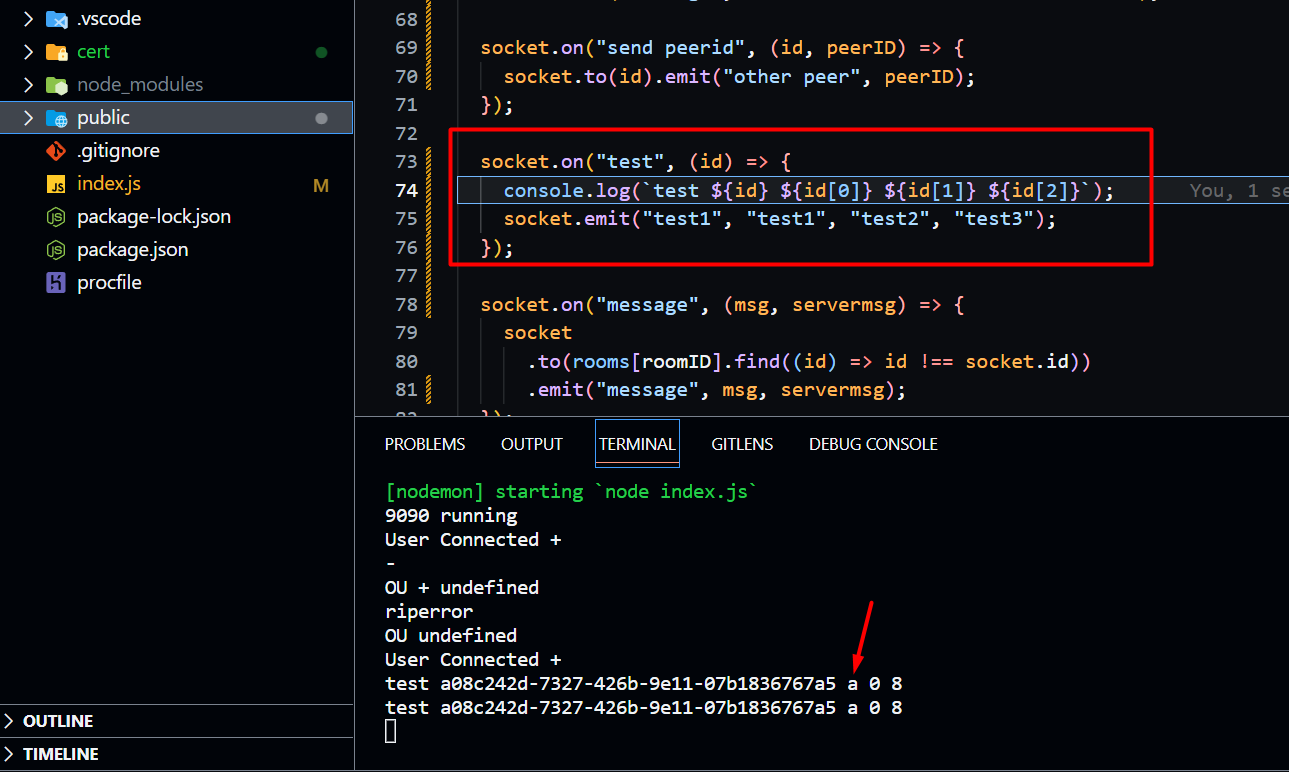 .vscode
cert
node_modules
public
.gitignore
index.js M
package-lock.json
package.json
procfile
OUTLINE
TIMELINE
68
69 socket.on("send peerid", (id, peerID) => {
70 socket.to(id).emit("other peer", peerID);
71 });
72
73 socket.on("test", (id) => {
74 console.log(`test ${id} ${id[0]} ${id[1]} ${id[2]}`); You, 1 se
75 socket.emit("test1", "test1", "test2", "test3");
76 });
77
78 socket.on("message", (msg, servermsg) => {
79 socket
80 .to(rooms[roomID].find((id) => id !== socket.id))
81 .emit("message", msg, servermsg);
PROBLEMS OUTPUT TERMINAL GITLENS DEBUG CONSOLE
[nodemon] starting `node index.js`
9090 running
User Connected +
-
OU + undefined
riperror
OU undefined
User Connected +
test a08c242d-7327-426b-9e11-07b1836767a5 a 0 8
test a08c242d-7327-426b-9e11-07b1836767a5 a 0 8